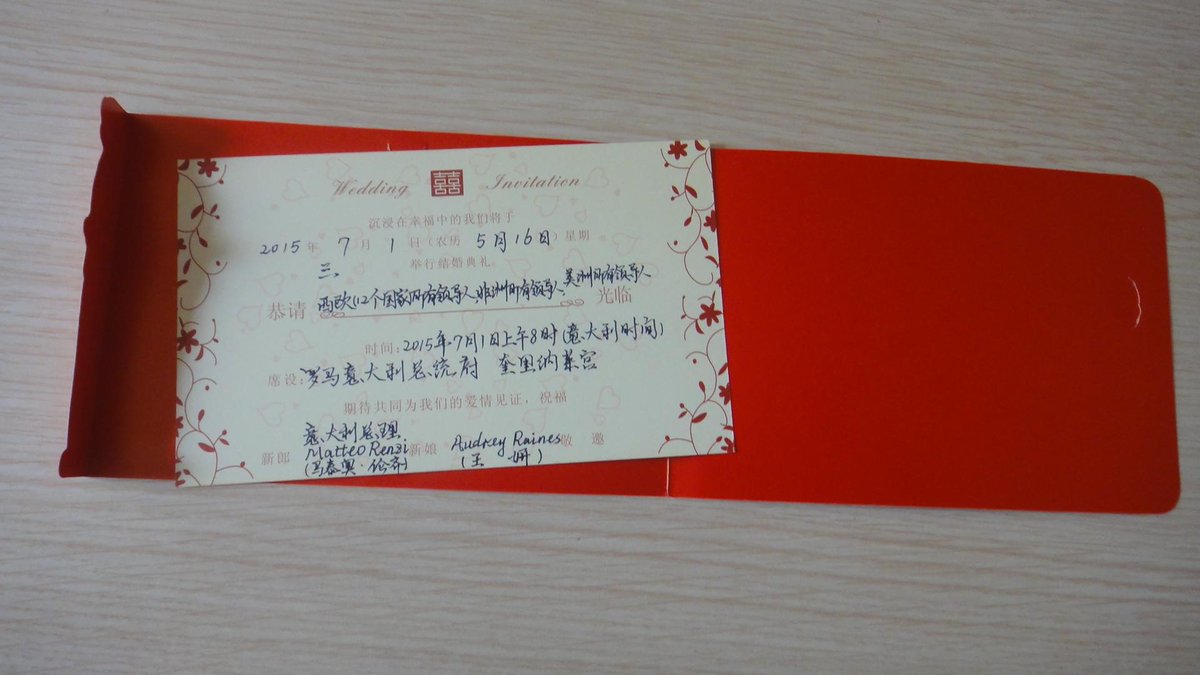 Wedding 囍 Invitation
沉浸在幸福中的我们将于
2015年 7月 1日(农历 5月16日)星期
三、 举行结婚典礼。
恭请 西欧(12个国家)所有领导人、非洲所有领导人、美洲所有领导人 光临
时间:2015年7月1日上午8时(意大利时间)
席设:罗马意大利总统府 奎里纳莱宫
期待共同为我们的爱情见证,祝福
意大利总理
新郎 Matteo Renzi 新娘 Audrey Raines 敬 邀
(马泰奥·伦齐) (王 妍)